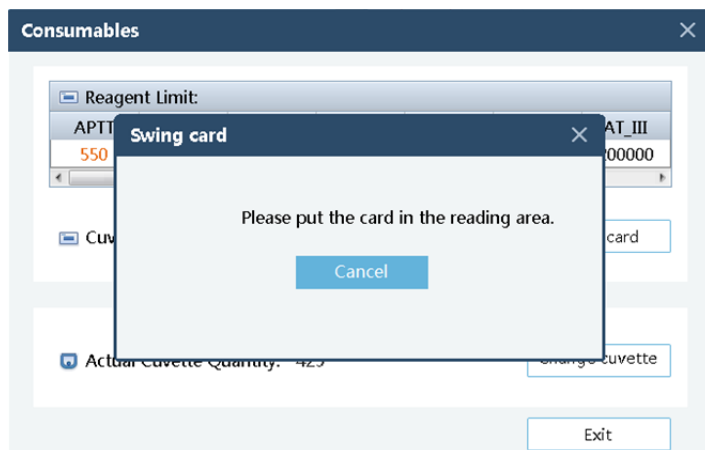 Consumables
Reagent Limit:
APTT
AT_III
550
Swing card
Please put the card in the reading area.
Cancel
card
Actual Cuvette Quantity:
Change cuvette
Exit